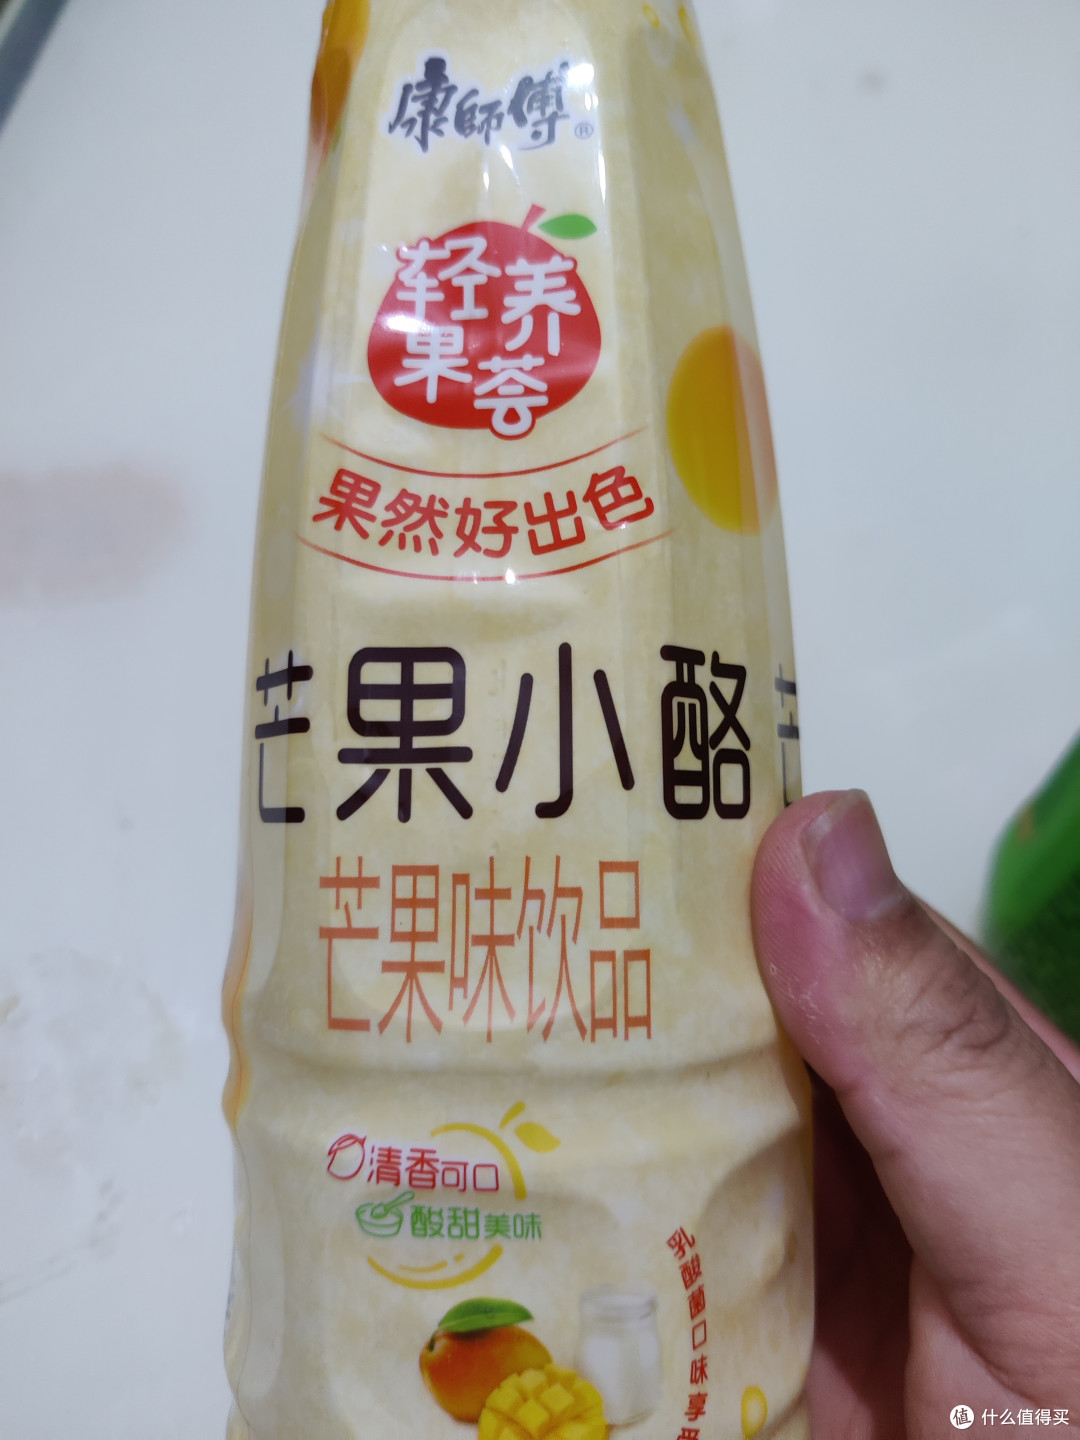 康師傅®
轻养
果荟
果然好出色
芒果小酪
芒果味饮品
清香可口
酸甜美味
乳酸菌口味享受
值 什么值得买